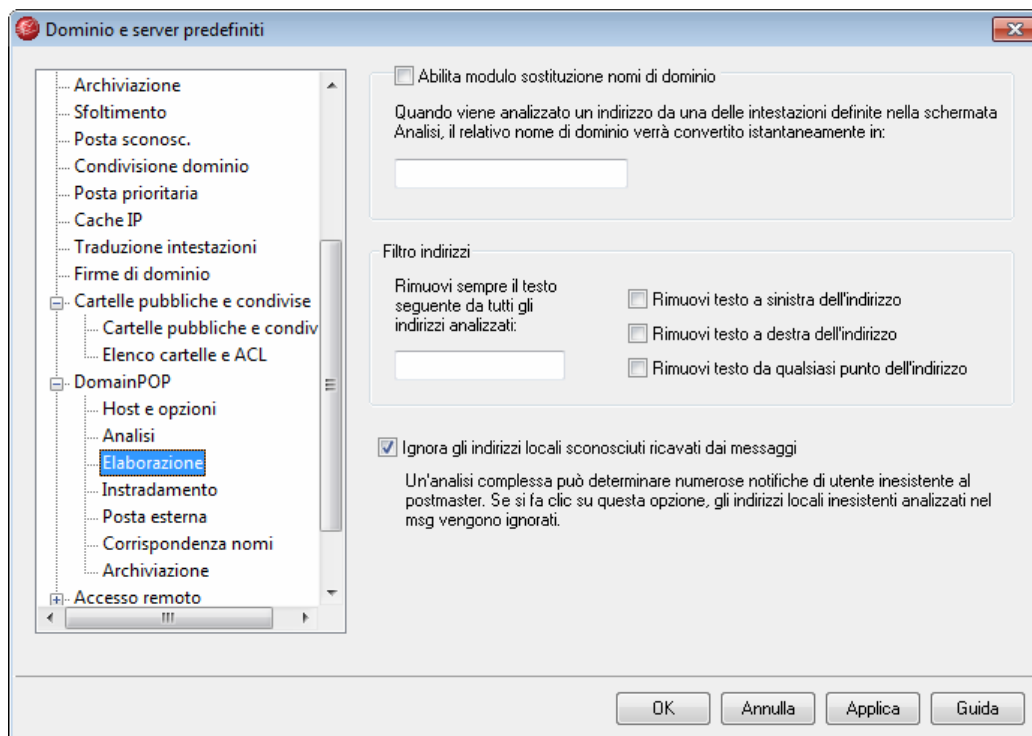 Dominio e server predefiniti
Archiviazione
Sfoltimento
Posta sconosc.
Condivisione dominio
Posta prioritaria
Cache IP
Traduzione intestazioni
Firme di dominio
Cartelle pubbliche e condivise
Cartelle pubbliche e condiv
Elenco cartelle e ACL
DomainPOP
Host e opzioni
Analisi
Elaborazione
Instradamento
Posta esterna
Corrispondenza nomi
Archiviazione
Accesso remoto
Abilita modulo sostituzione nomi di dominio
Quando viene analizzato un indirizzo da una delle intestazioni definite nella schermata
Analisi, il relativo nome di dominio verrà convertito istantaneamente in:
Filtro indirizzi
Rimuovi sempre il testo
seguente da tutti gli
indirizzi analizzati:
Rimuovi testo a sinistra dell'indirizzo
Rimuovi testo a destra dell'indirizzo
Rimuovi testo da qualsiasi punto dell'indirizzo
Ignora gli indirizzi locali sconosciuti ricavati dai messaggi
Un'analisi complessa può determinare numerose notifiche di utente inesistente al
postmaster. Se si fa clic su questa opzione, gli indirizzi locali inesistenti analizzati nel
msg vengono ignorati.
OK
Annulla
Applica
Guida